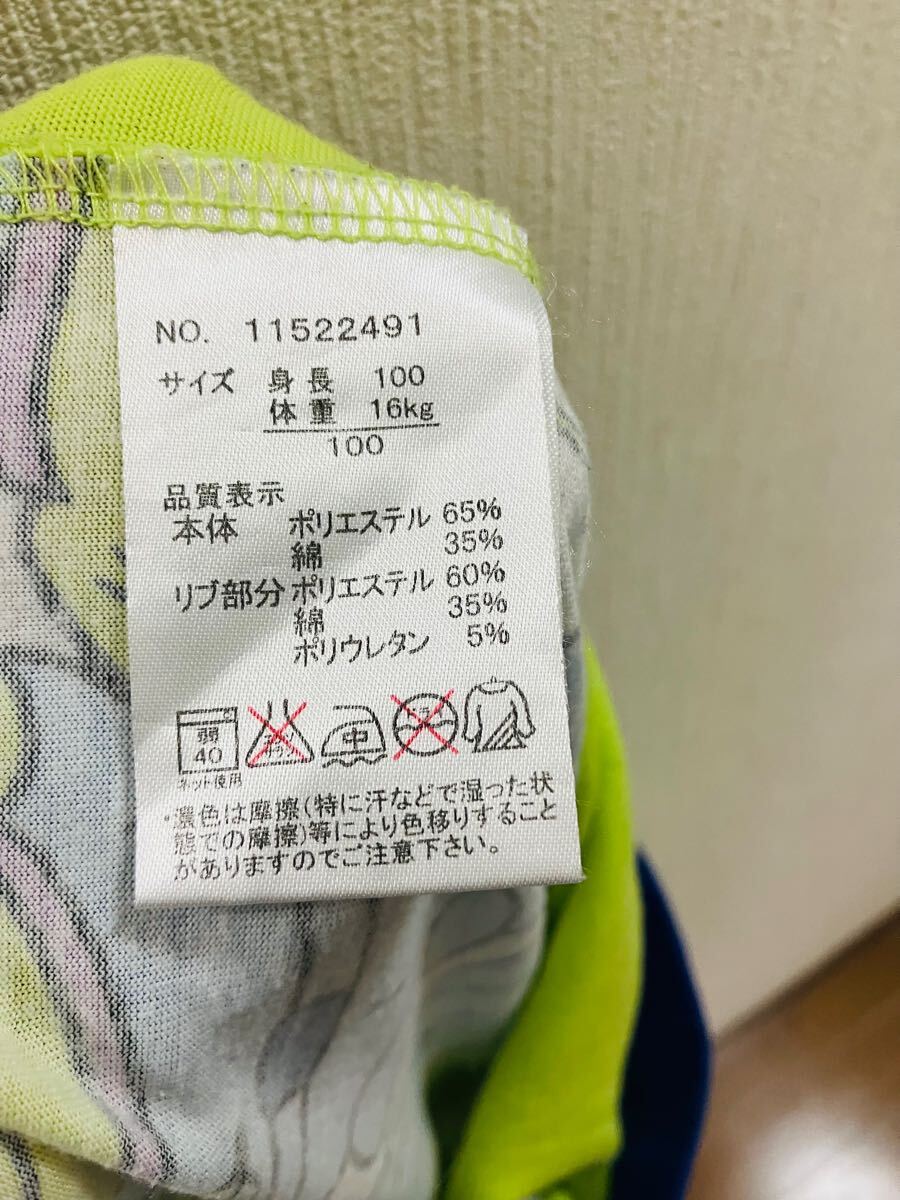 NO. 11522491
サイズ 身長 100
体重 16kg
100
品質表示
本体 ポリエステル 65%
綿 35%
リブ部分 ポリエステル 60%
綿 35%
ポリウレタン 5%
弱 中
40
ネット使用
・濃色は摩擦(特に汗などで湿った状
態での摩擦)等により色移りすること
がありますのでご注意下さい。